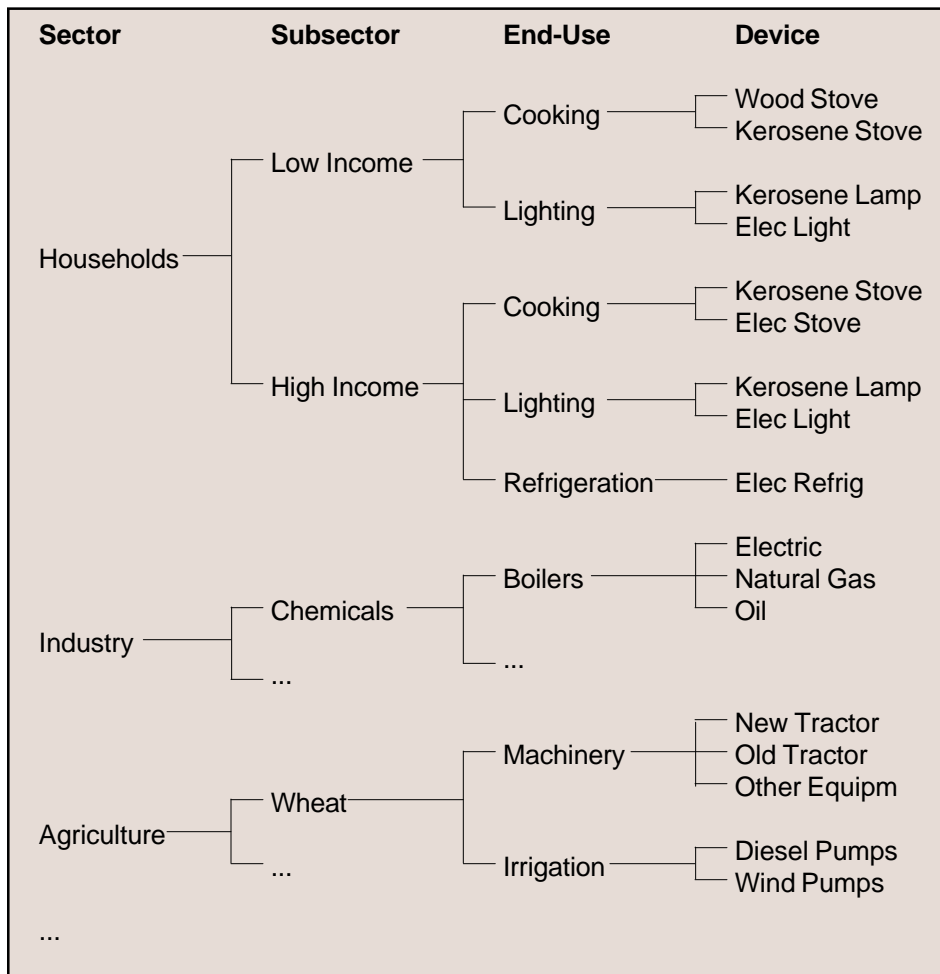 Sector Subsector End-Use Device
Wood Stove
Cooking
Kerosene Stove
Low Income
Kerosene Lamp
Lighting
Elec Light
Households
Kerosene Stove
Cooking
Elec Stove
High Income
Kerosene Lamp
Lighting
Elec Light
Refrigeration Elec Refrig
Electric
Boilers Natural Gas
Chemicals Oil
Industry
...
...
New Tractor
Machinery Old Tractor
Other Equipm
Wheat
Agriculture
Diesel Pumps
... Irrigation
Wind Pumps
...